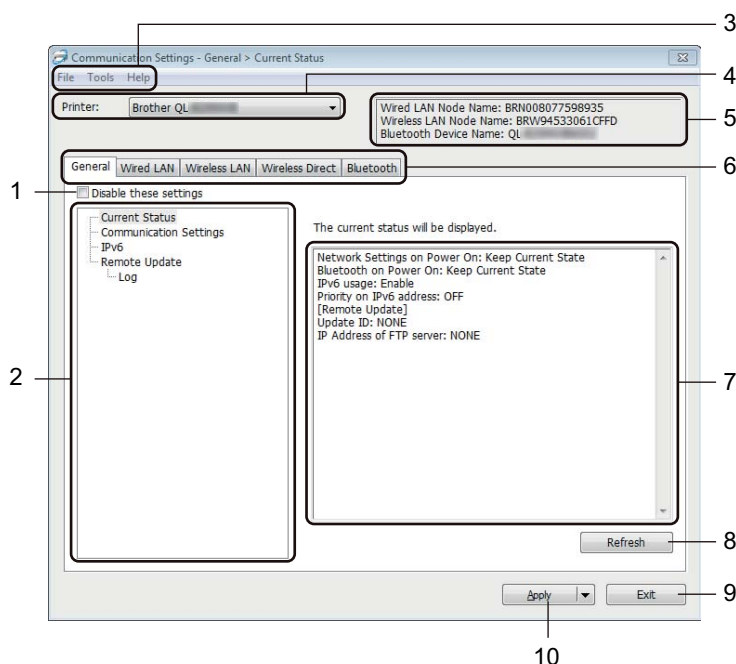 3
Communication Settings - General > Current Status
File Tools Help
4
Printer: Brother QL
Wired LAN Node Name: BRN008077598935
Wireless LAN Node Name: BRW94533061CFFD
Bluetooth Device Name: QL
5
General Wired LAN Wireless LAN Wireless Direct Bluetooth
6
1
Disable these settings
Current Status
Communication Settings
IPv6
Remote Update
Log
2
The current status will be displayed.
Network Settings on Power On: Keep Current State
Bluetooth on Power On: Keep Current State
IPv6 usage: Enable
Priority on IPv6 address: OFF
[Remote Update]
Update ID: NONE
IP Address of FTP server: NONE
7
Refresh
8
Apply Exit
9
10